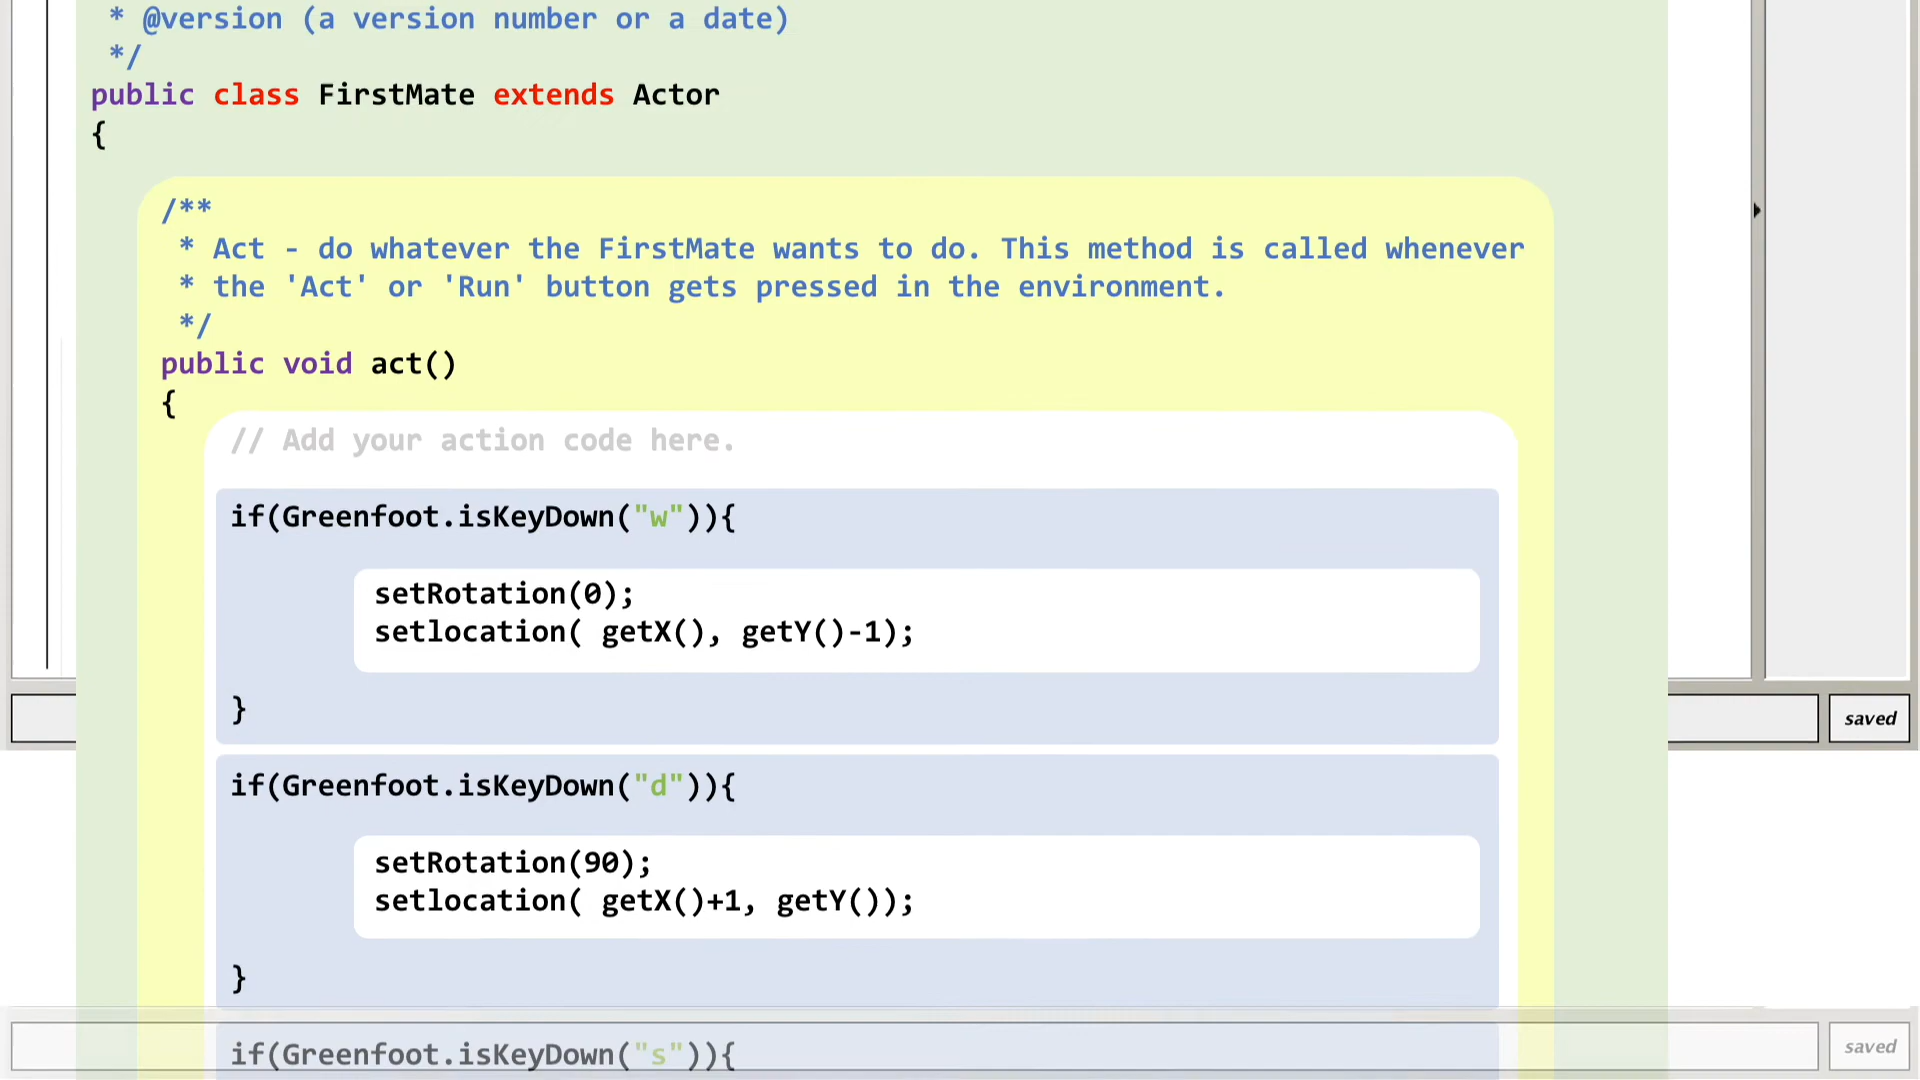 * @version (a version number or a date)
*/
public class FirstMate extends Actor
{
/**
* Act - do whatever the FirstMate wants to do. This method is called whenever
* the 'Act' or 'Run' button gets pressed in the environment.
*/
public void act()
{
// Add your action code here.
if(Greenfoot.isKeyDown("w")){
setRotation(0);
setlocation( getX(), getY()-1);
}
saved
if(Greenfoot.isKeyDown("d")){
setRotation(90);
setlocation( getX()+1, getY());
}
if(Greenfoot.isKeyDown("s")){
saved